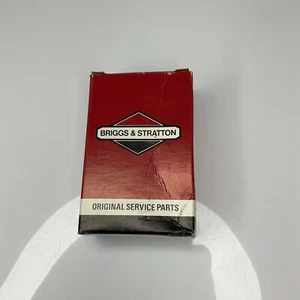 BRIGGS & STRATTON
ORIGINAL SERVICE PARTS